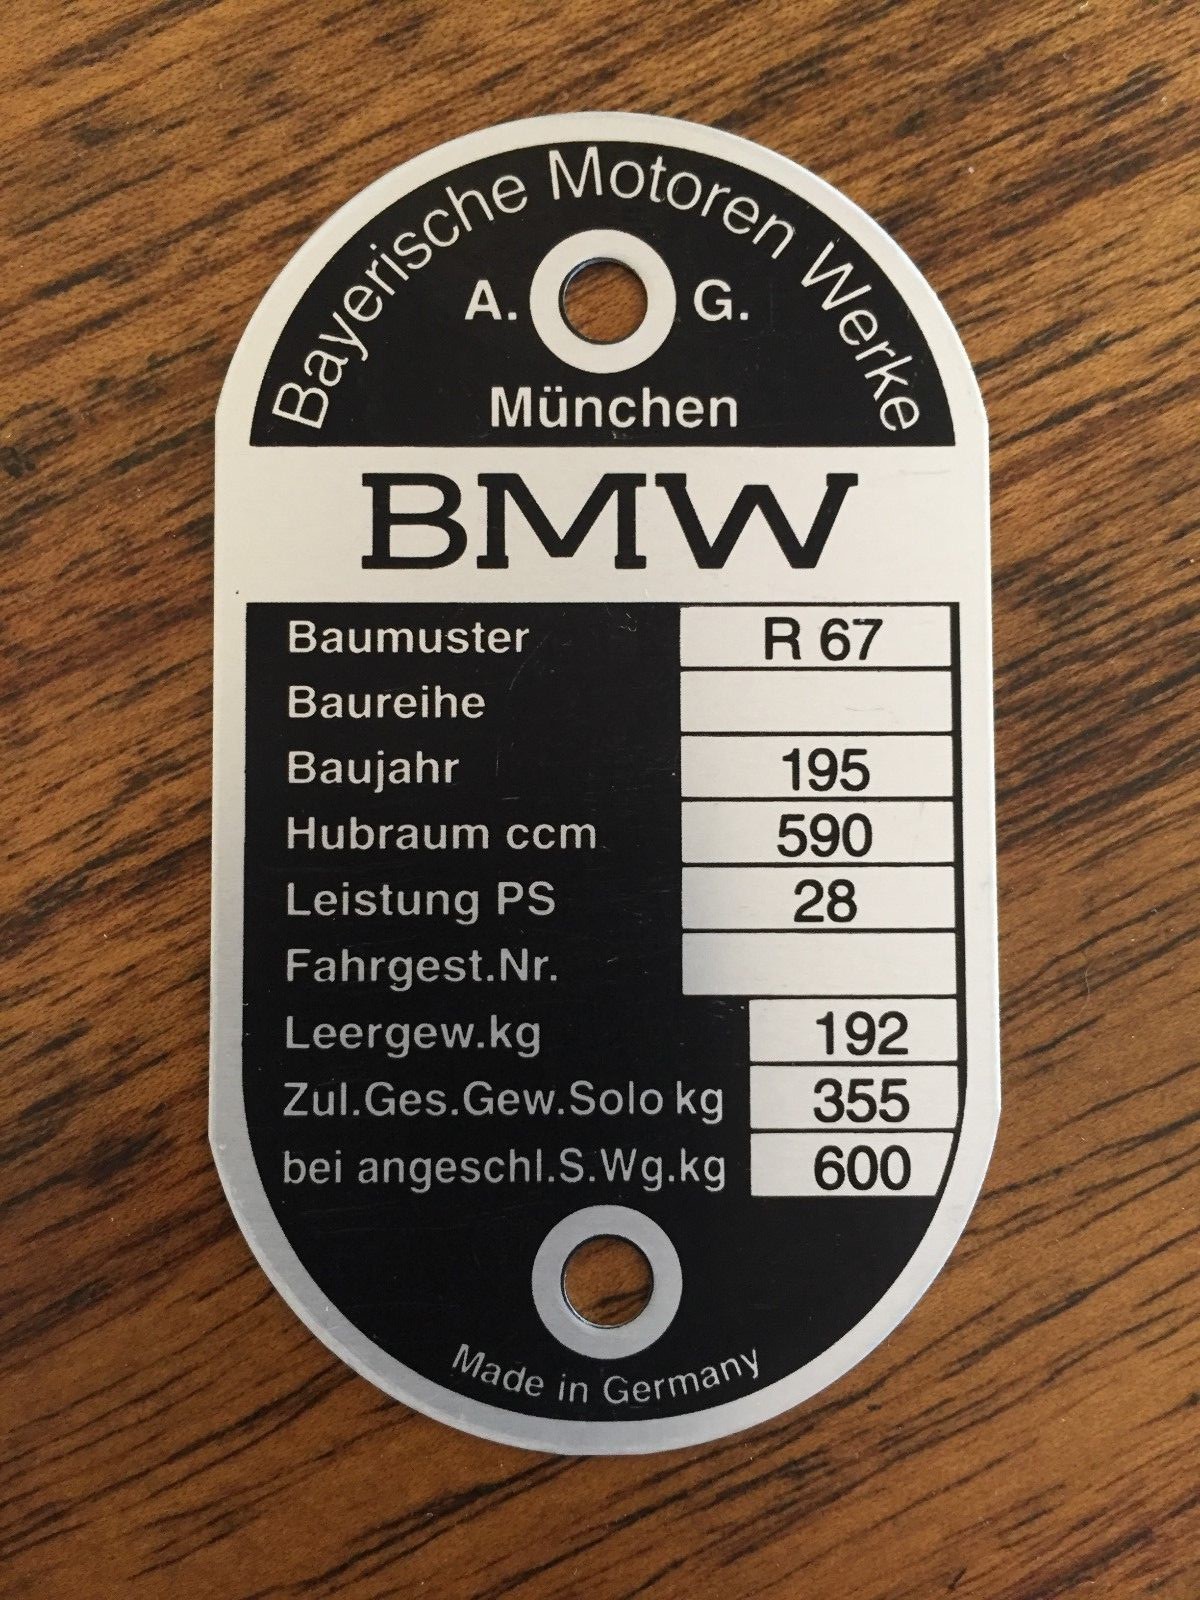 Bayerische Motoren Werke
A. G.
München
BMW
Baumuster R 67
Baureihe
Baujahr 195
Hubraum ccm 590
Leistung PS 28
Fahrgest.Nr.
Leergew.kg 192
Zul.Ges.Gew.Solo kg 355
bei angeschl.S.Wg.kg 600
Made in Germany